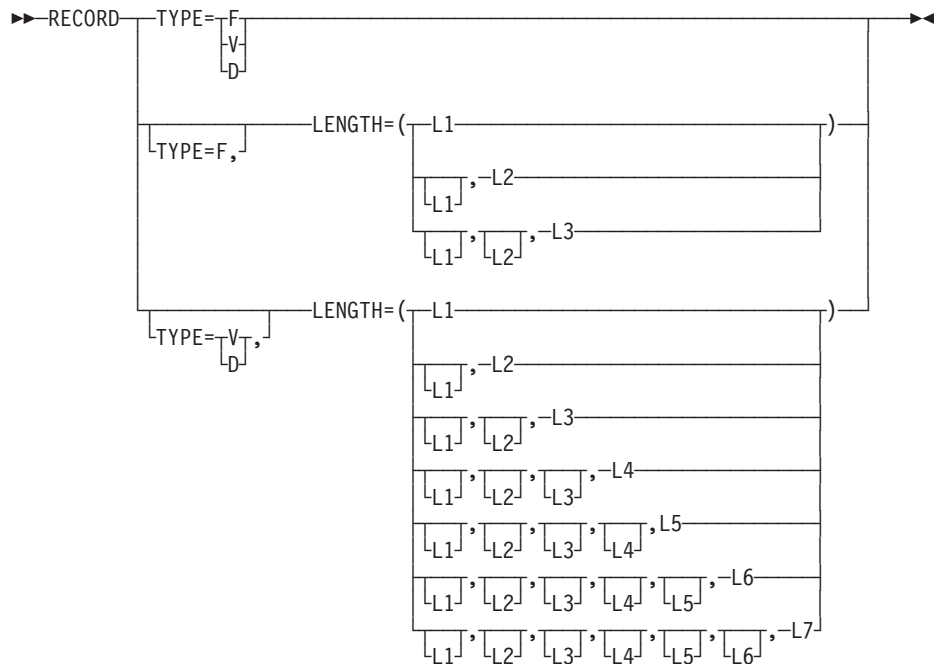 RECORD TYPE= F
V
D
TYPE=F, LENGTH=( L1 )
L1 , L2
L1 , L2 , L3
TYPE= V , LENGTH=( L1 )
D
L1 , L2
L1 , L2 , L3
L1 , L2 , L3 , L4
L1 , L2 , L3 , L4 , L5
L1 , L2 , L3 , L4 , L5 , L6
L1 , L2 , L3 , L4 , L5 , L6 , L7